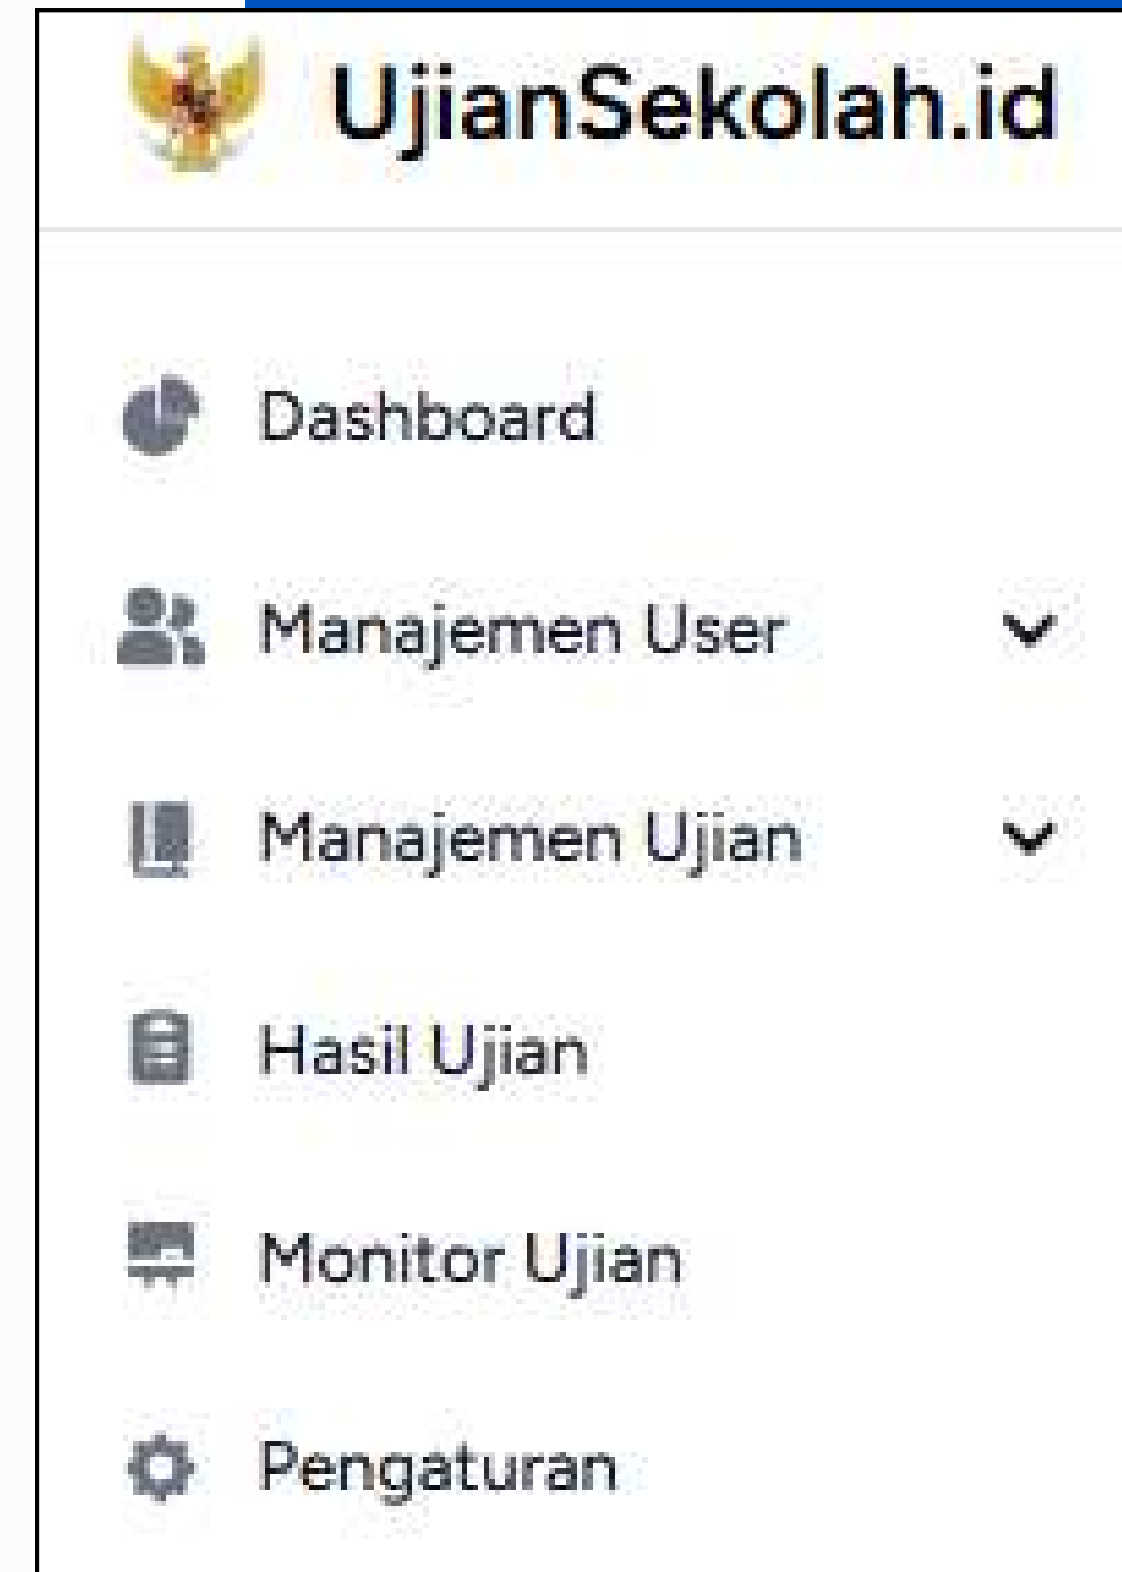 UjianSekolah.id
Dashboard
Manajemen User
Manajemen Ujian
Hasil Ujian
Monitor Ujian
Pengaturan